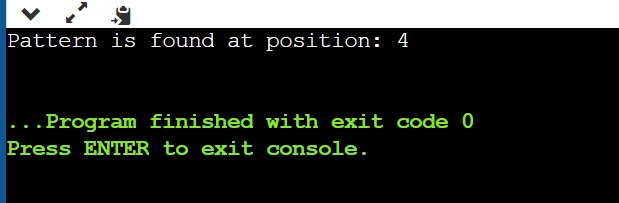 Pattern is found at position: 4
...Program finished with exit code 0
Press ENTER to exit console.